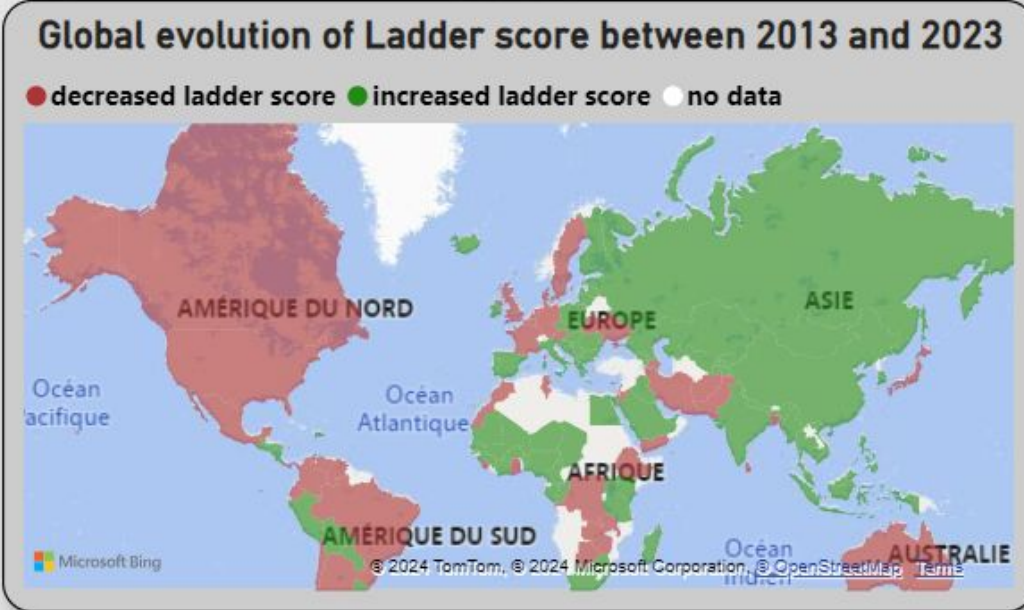 Global evolution of Ladder score between 2013 and 2023
decreased ladder score increased ladder score no data
AMÉRIQUE DU NORD
ASIE
EUROPE
Océan
Pacifique
Océan
Atlantique
AFRIQUE
AMÉRIQUE DU SUD
Océan
Indien
AUSTRALIE
Microsoft Bing
© 2024 TomTom, © 2024 Microsoft Corporation, © OpenStreetMap Terms